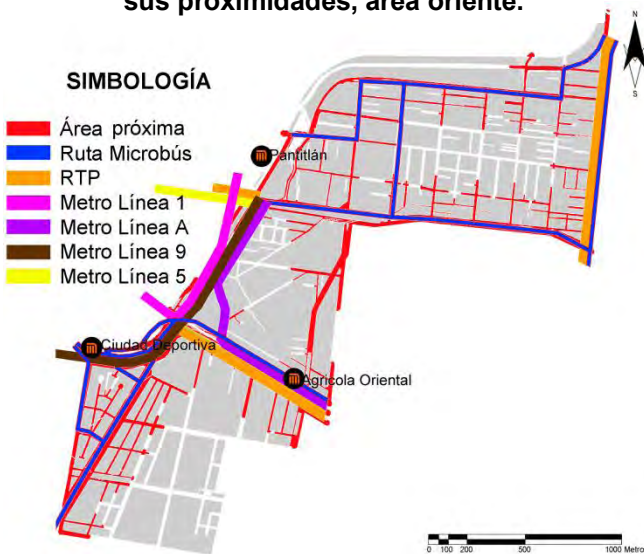 sus proximidades, área oriente.
N
S
SIMBOLOGÍA
Área próxima
Ruta Microbús
RTP
Metro Línea 1
Metro Línea A
Metro Línea 9
Metro Línea 5
Pantitlán
Ciudad Deportiva
Agrícola Oriental
0 100 200 500 1000 Metro